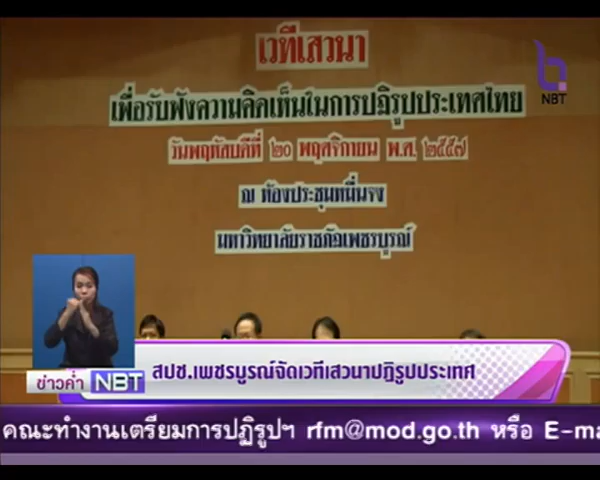 เวทีเสวนา
เพื่อรับฟังความคิดเห็นในการปฏิรูปประเทศไทย
NBT
วันพฤหัสบดีที่ ๒๐ พฤศจิกายน พ.ศ. ๒๕๕๗
ณ ห้องประชุมหมื่นจง
มหาวิทยาลัยราชภัฏเพชรบูรณ์
สปช.เพชรบูรณ์จัดเวทีเสวนาปฏิรูปประเทศ
ข่าวค่ำ NBT
คณะทำงานเตรียมการปฏิรูปฯ rfm@mod.go.th หรือ E-ma